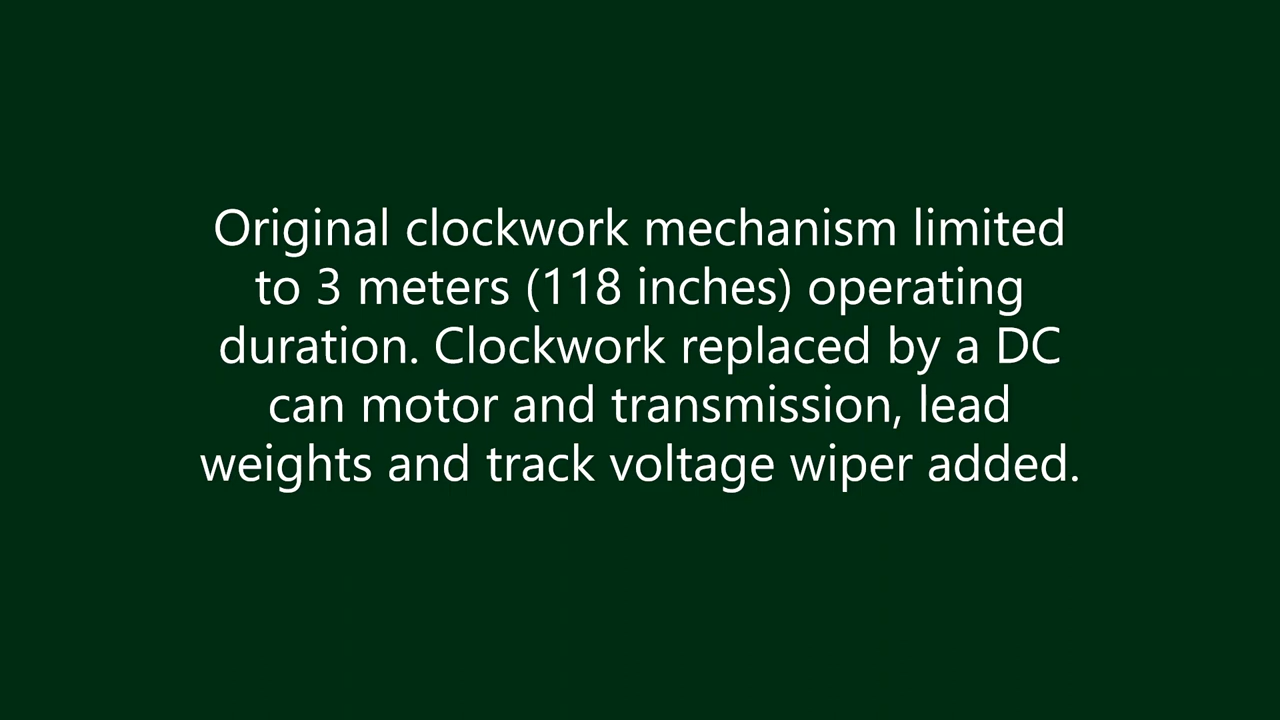 Original clockwork mechanism limited
to 3 meters (118 inches) operating
duration. Clockwork replaced by a DC
can motor and transmission, lead
weights and track voltage wiper added.